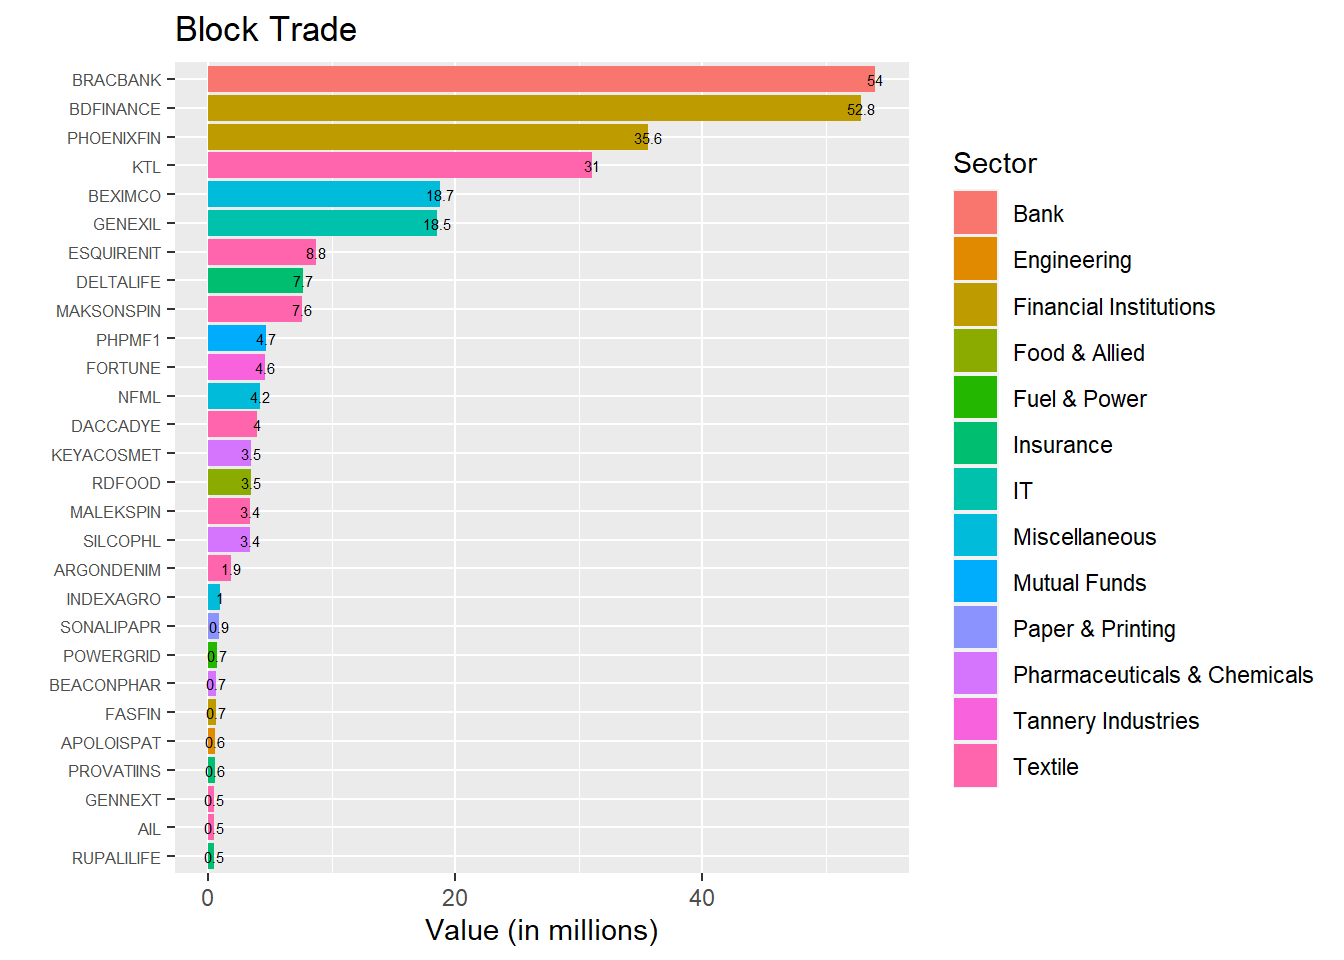 Block Trade
BRACBANK 54
BDFINANCE 52.8
PHOENIXFIN 35.6
KTL 31
BEXIMCO 18.7
GENEXIL 18.5
ESQUIRENIT 8.8
DELTALIFE 7.7
MAKSONSPIN 7.6
PHPMF1 4.7
FORTUNE 4.6
NFML 4.2
DACCADYE 4
KEYACOSMET 3.5
RDFOOD 3.5
MALEKSPIN 3.4
SILCOPHL 3.4
ARGONDENIM 1.9
INDEXAGRO 1
SONALIPAPR 0.9
POWERGRID 0.7
BEACONPHAR 0.7
FASFIN 0.7
APOLOISPAT 0.6
PROVATIINS 0.6
GENNEXT 0.5
AIL 0.5
RUPALILIFE 0.5
0 20 40
Value (in millions)
Sector
Bank
Engineering
Financial Institutions
Food & Allied
Fuel & Power
Insurance
IT
Miscellaneous
Mutual Funds
Paper & Printing
Pharmaceuticals & Chemicals
Tannery Industries
Textile